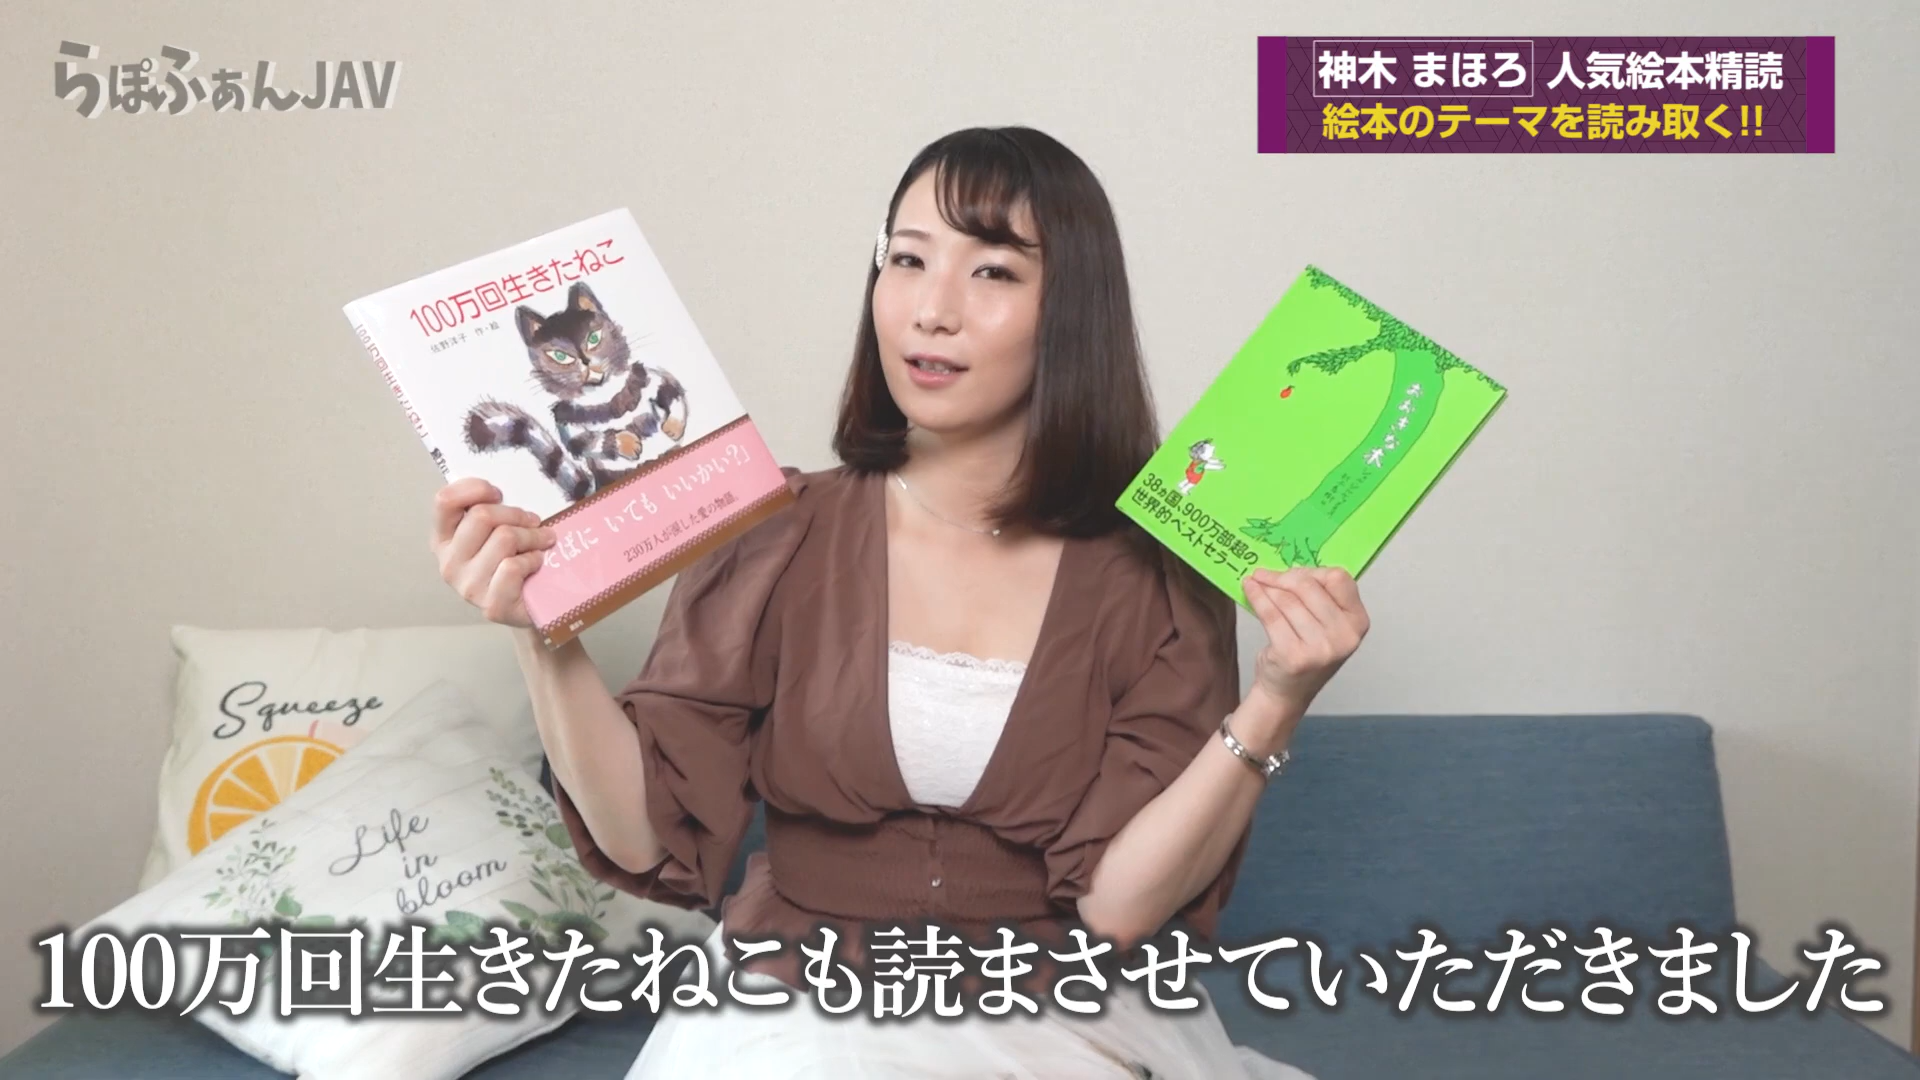 らぽふぁんJAV
神木 まほろ 人気絵本精読
絵本のテーマを読み取く!!
100万回生きたねこ
佐野洋子 作・絵
そばに いても いいかい?」
230万人が涙した愛の物語。
おおきな木
38ヵ国、900万部超の
世界的ベストセラー!
Squeeze
Life
in
bloom
100万回生きたねこも読まさせていただきました